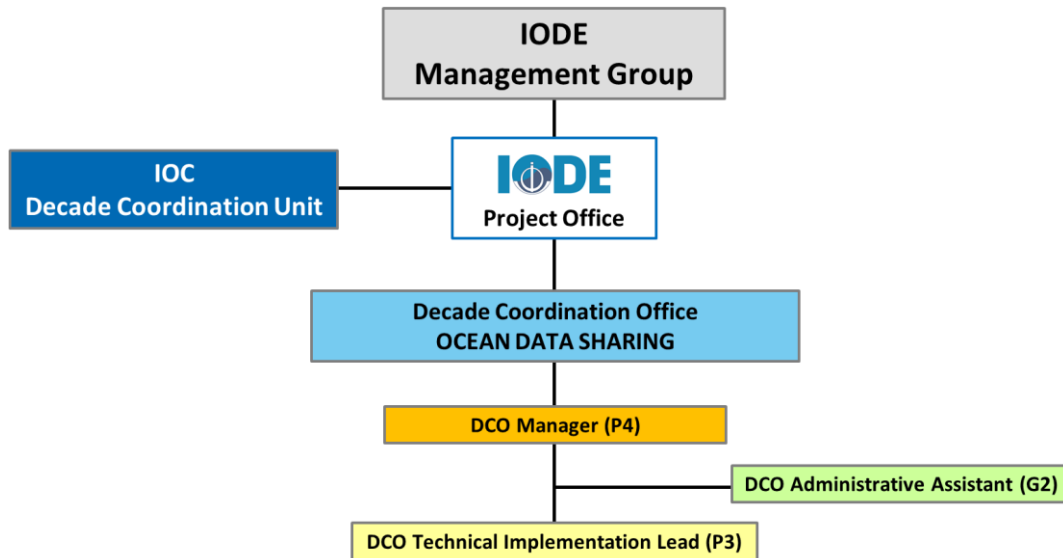 IODE
Management Group
IOC
Decade Coordination Unit
IODE
Project Office
Decade Coordination Office
OCEAN DATA SHARING
DCO Manager (P4)
DCO Administrative Assistant (G2)
DCO Technical Implementation Lead (P3)